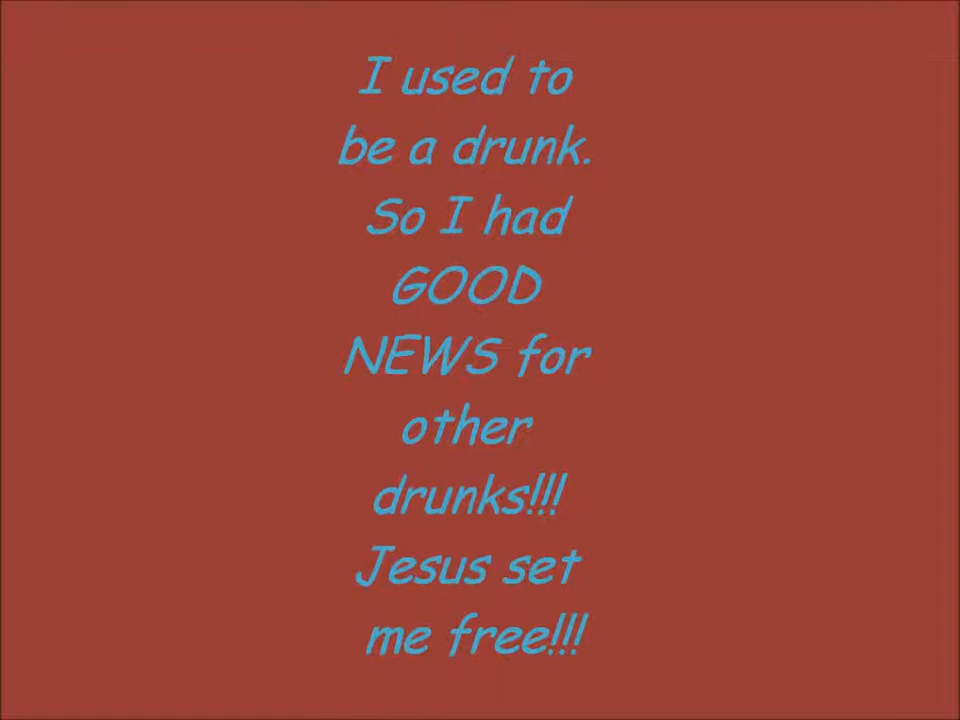 I used to
be a drunk.
So I had
GOOD
NEWS for
other
drunks!!!
Jesus set
me free!!!